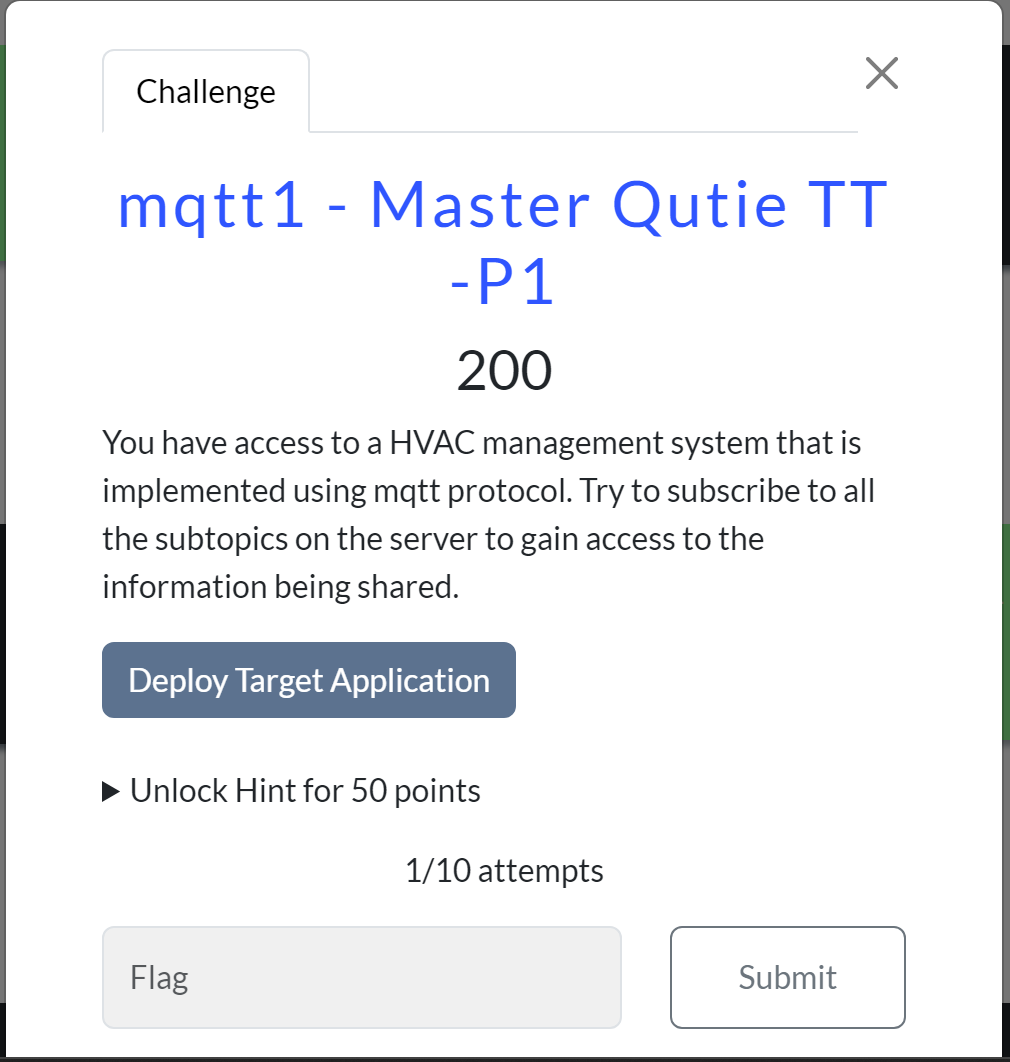 Challenge
mqtt1 - Master Qutie TT
-P1
200
You have access to a HVAC management system that is
implemented using mqtt protocol. Try to subscribe to all
the subtopics on the server to gain access to the
information being shared.
Deploy Target Application
Unlock Hint for 50 points
1/10 attempts
Flag
Submit